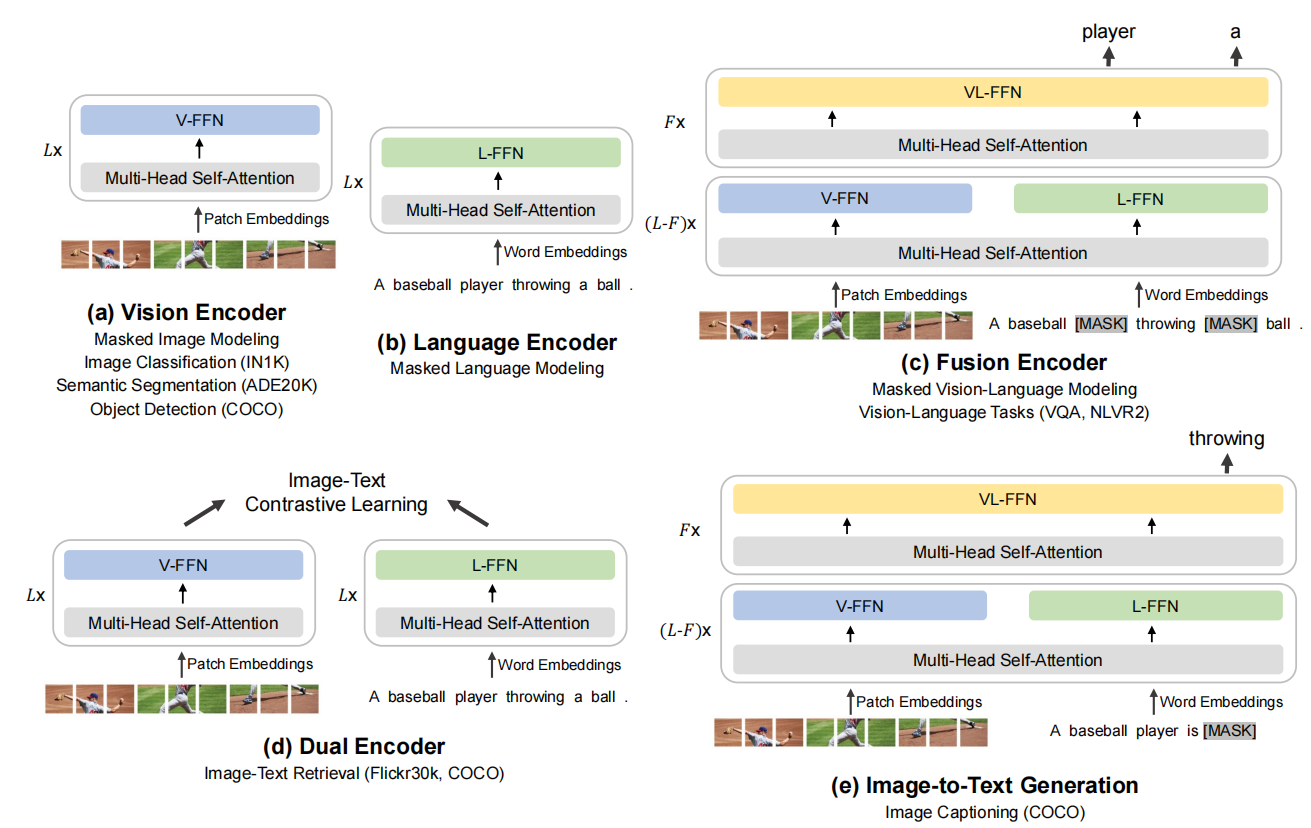 V-FFN
Lx
Multi-Head Self-Attention
Patch Embeddings
(a) Vision Encoder
Masked Image Modeling
Image Classification (IN1K)
Semantic Segmentation (ADE20K)
Object Detection (COCO)
L-FFN
Lx
Multi-Head Self-Attention
Word Embeddings
A baseball player throwing a ball .
(b) Language Encoder
Masked Language Modeling
player a
VL-FFN
Fx
Multi-Head Self-Attention
V-FFN L-FFN
(L-F)x
Multi-Head Self-Attention
Patch Embeddings Word Embeddings
A baseball [MASK] throwing [MASK] ball .
(c) Fusion Encoder
Masked Vision-Language Modeling
Vision-Language Tasks (VQA, NLVR2)
Image-Text
Contrastive Learning
V-FFN L-FFN
Lx Lx
Multi-Head Self-Attention Multi-Head Self-Attention
Patch Embeddings Word Embeddings
A baseball player throwing a ball .
(d) Dual Encoder
Image-Text Retrieval (Flickr30k, COCO)
throwing
VL-FFN
Fx
Multi-Head Self-Attention
V-FFN L-FFN
(L-F)x
Multi-Head Self-Attention
Patch Embeddings Word Embeddings
A baseball player is [MASK]
(e) Image-to-Text Generation
Image Captioning (COCO)